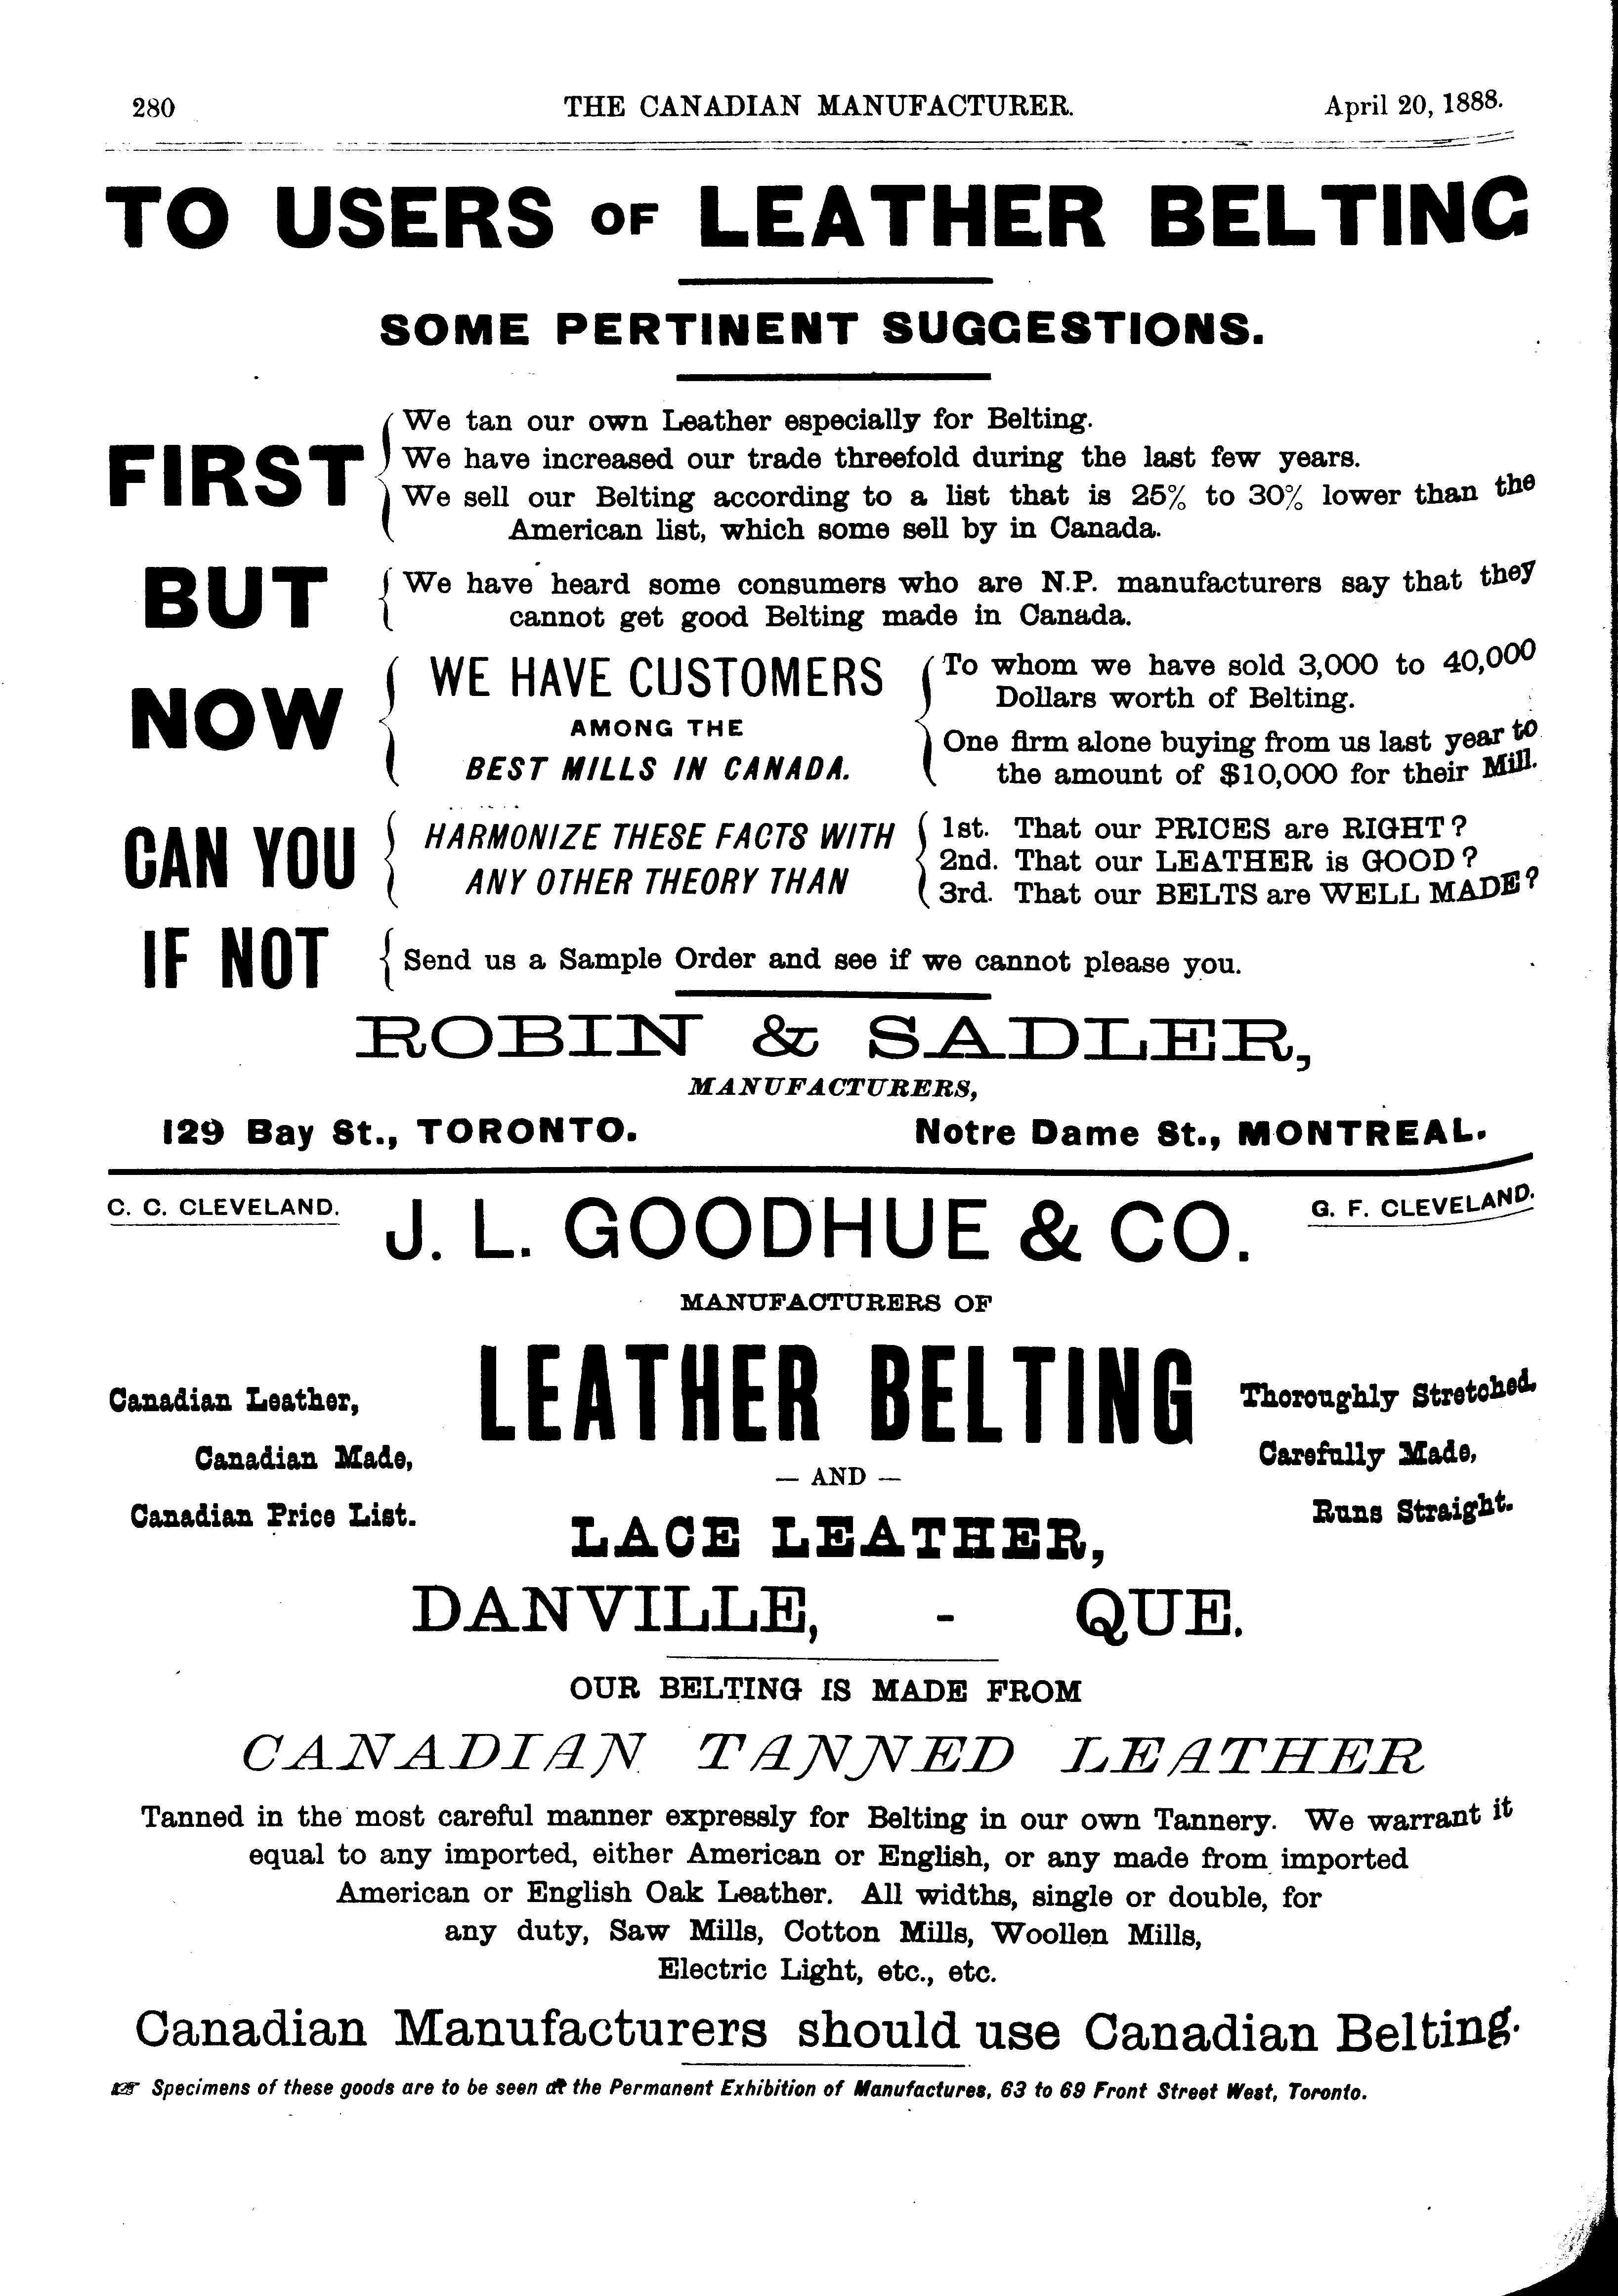 280 THE CANADIAN MANUFACTURER. April 20, 1888.
TO USERS OF LEATHER BELTING
SOME PERTINENT SUGGESTIONS.
FIRST
We tan our own Leather especially for Belting.
We have increased our trade threefold during the last few years.
We sell our Belting according to a list that is 25% to 30% lower than the
American list, which some sell by in Canada.
BUT
We have heard some consumers who are N.P. manufacturers say that they
cannot get good Belting made in Canada.
NOW
WE HAVE CUSTOMERS
AMONG THE
BEST MILLS IN CANADA.
To whom we have sold 3,000 to 40,000
Dollars worth of Belting.
One firm alone buying from us last year to
the amount of $10,000 for their Mill.
CAN YOU
HARMONIZE THESE FACTS WITH
ANY OTHER THEORY THAN
1st. That our PRICES are RIGHT?
2nd. That our LEATHER is GOOD?
3rd. That our BELTS are WELL MADE?
IF NOT
Send us a Sample Order and see if we cannot please you.
ROBIN & SADLER,
MANUFACTURERS,
129 Bay St., TORONTO. Notre Dame St., MONTREAL.
C. C. CLEVELAND. J. L. GOODHUE & CO. G. F. CLEVELAND.
MANUFACTURERS OF
LEATHER BELTING
Canadian Leather,
Canadian Made,
Canadian Price List.
Thoroughly Stretched,
Carefully Made,
Runs Straight.
— AND —
LACE LEATHER,
DANVILLE, - QUE.
OUR BELTING IS MADE FROM
CANADIAN TANNED LEATHER
Tanned in the most careful manner expressly for Belting in our own Tannery. We warrant it
equal to any imported, either American or English, or any made from imported
American or English Oak Leather. All widths, single or double, for
any duty, Saw Mills, Cotton Mills, Woollen Mills,
Electric Light, etc., etc.
Canadian Manufacturers should use Canadian Belting.
☞ Specimens of these goods are to be seen at the Permanent Exhibition of Manufactures, 63 to 69 Front Street West, Toronto.